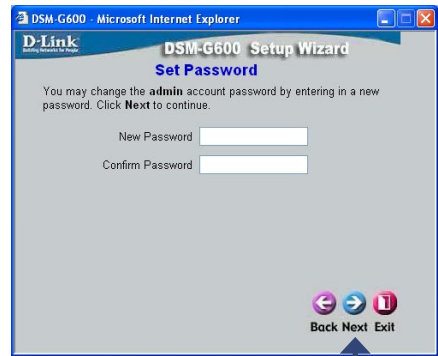 DSM-G600 - Microsoft Internet Explorer
D-Link
Building Networks for People
DSM-G600 Setup Wizard
Set Password
You may change the admin account password by entering in a new
password. Click Next to continue.
New Password
Confirm Password
Back Next Exit